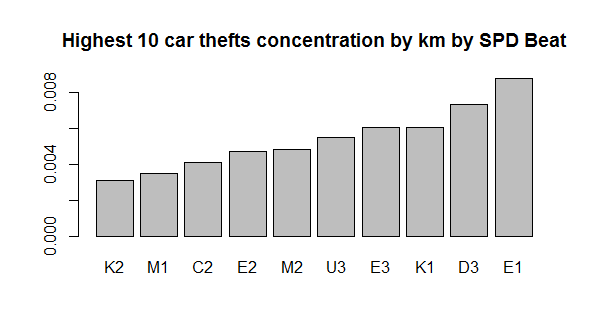 Highest 10 car thefts concentration by km by SPD Beat
0.008
0.004
0.000
K2 M1 C2 E2 M2 U3 E3 K1 D3 E1